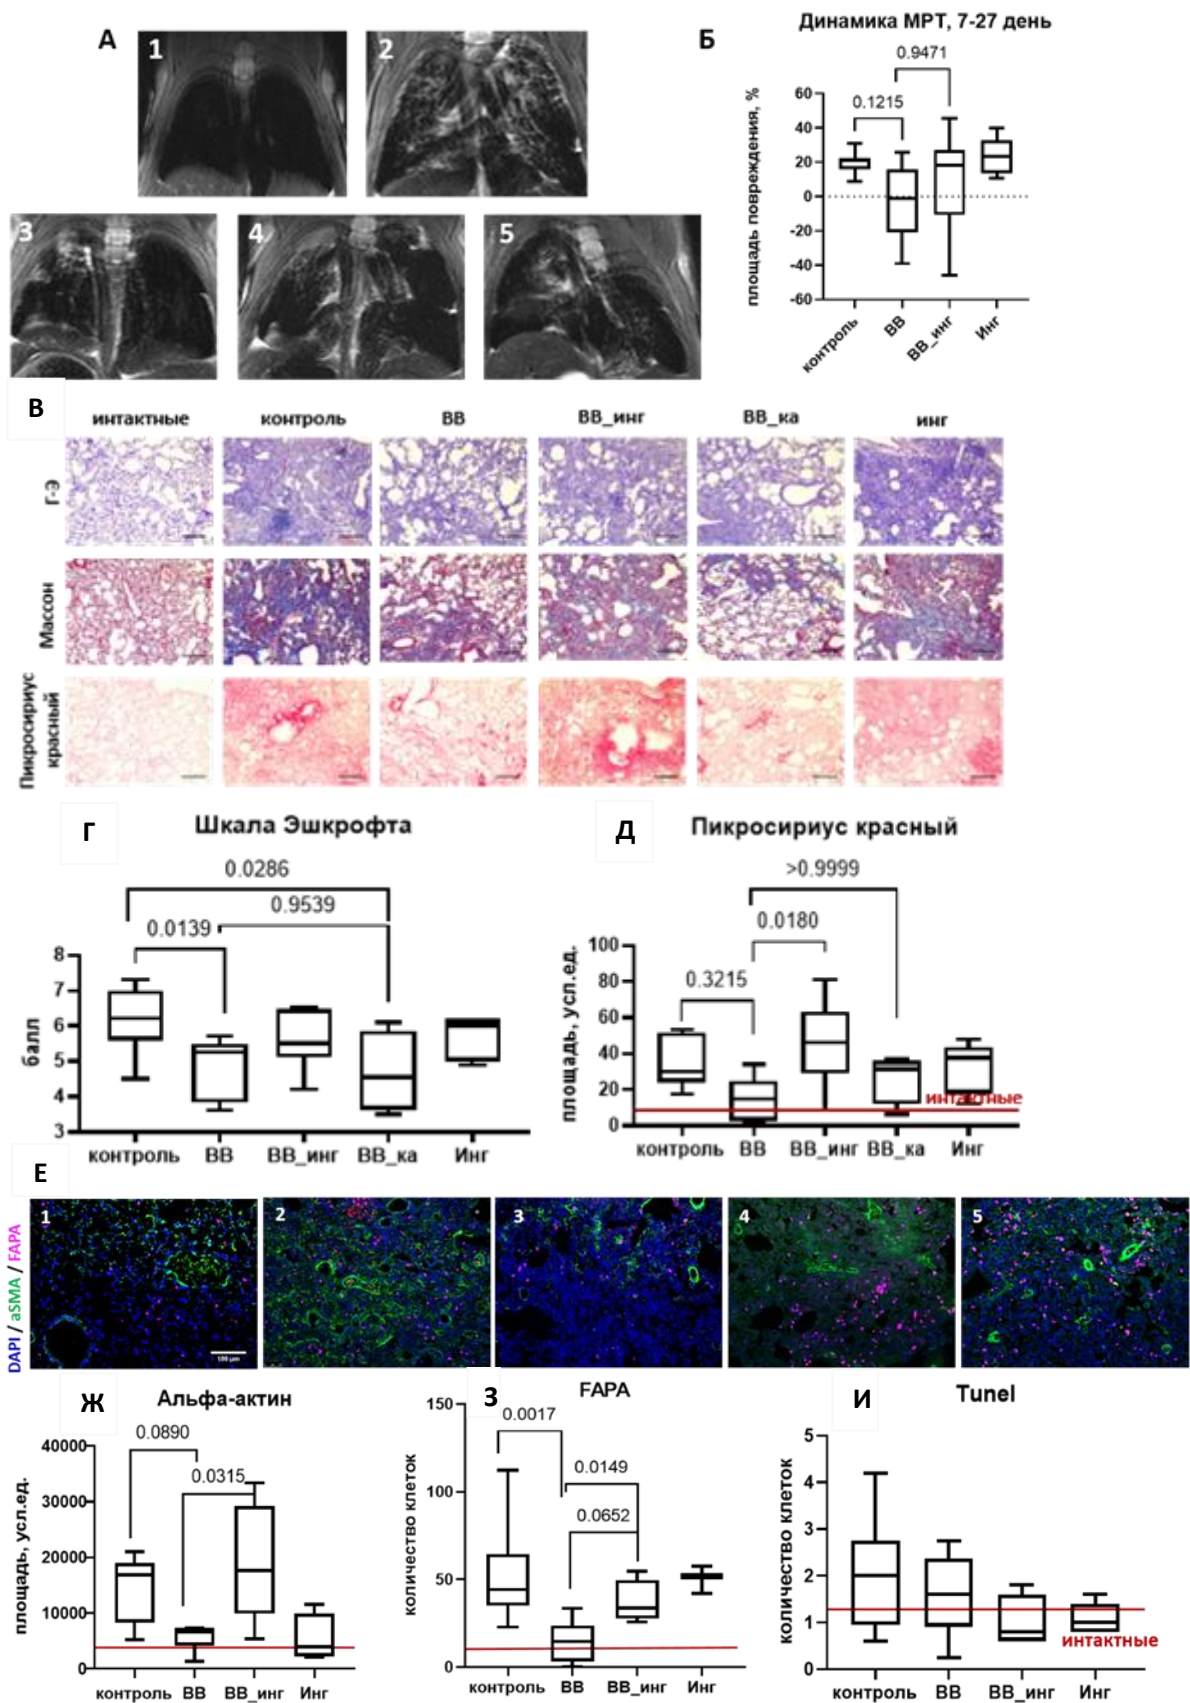 А
1
2
3
4
5
Б
Динамика МРТ, 7-27 день
0.9471
0.1215
площадь повреждения, %
60
40
20
0
-20
-40
-60
контроль
ВВ
ВВ_инг
Инг
В
интактные
контроль
ВВ
ВВ_инг
ВВ_ка
инг
Г-Э
Массон
Пикросириус
красный
Г
Шкала Эшкрофта
0.0286
0.9539
0.0139
балл
8
7
6
5
4
3
контроль
ВВ
ВВ_инг
ВВ_ка
Инг
Д
Пикросириус красный
>0.9999
0.0180
0.3215
площадь, усл.ед.
100
80
60
40
20
0
интактные
контроль
ВВ
ВВ_инг
ВВ_ка
Инг
Е
DAPI / aSMA / FAPA
1
100 µm
2
3
4
5
Ж
Альфа-актин
0.0890
0.0315
площадь, усл.ед.
40000
30000
20000
10000
0
контроль
ВВ
ВВ_инг
Инг
З
FAPA
0.0017
0.0149
0.0652
количество клеток
150
100
50
0
контроль
ВВ
ВВ_инг
Инг
И
Tunel
количество клеток
5
4
3
2
1
0
интактные
контроль
ВВ
ВВ_инг
Инг